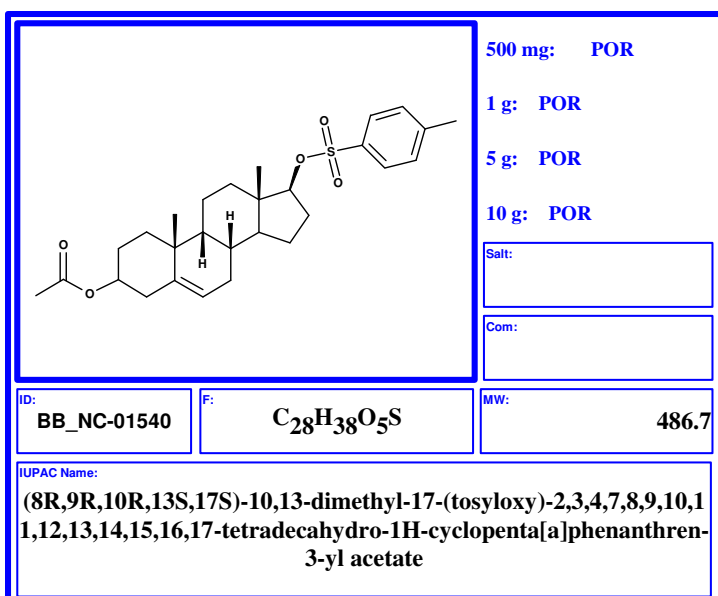 500 mg: POR
1 g: POR
5 g: POR
10 g: POR
O
S
O
O
H
H
O
O
Salt:
Com:
ID:
BB_NC-01540
F:
C28H38O5S
MW:
486.7
IUPAC Name:
(8R,9R,10R,13S,17S)-10,13-dimethyl-17-(tosyloxy)-2,3,4,7,8,9,10,1
1,12,13,14,15,16,17-tetradecahydro-1H-cyclopenta[a]phenanthren-
3-yl acetate